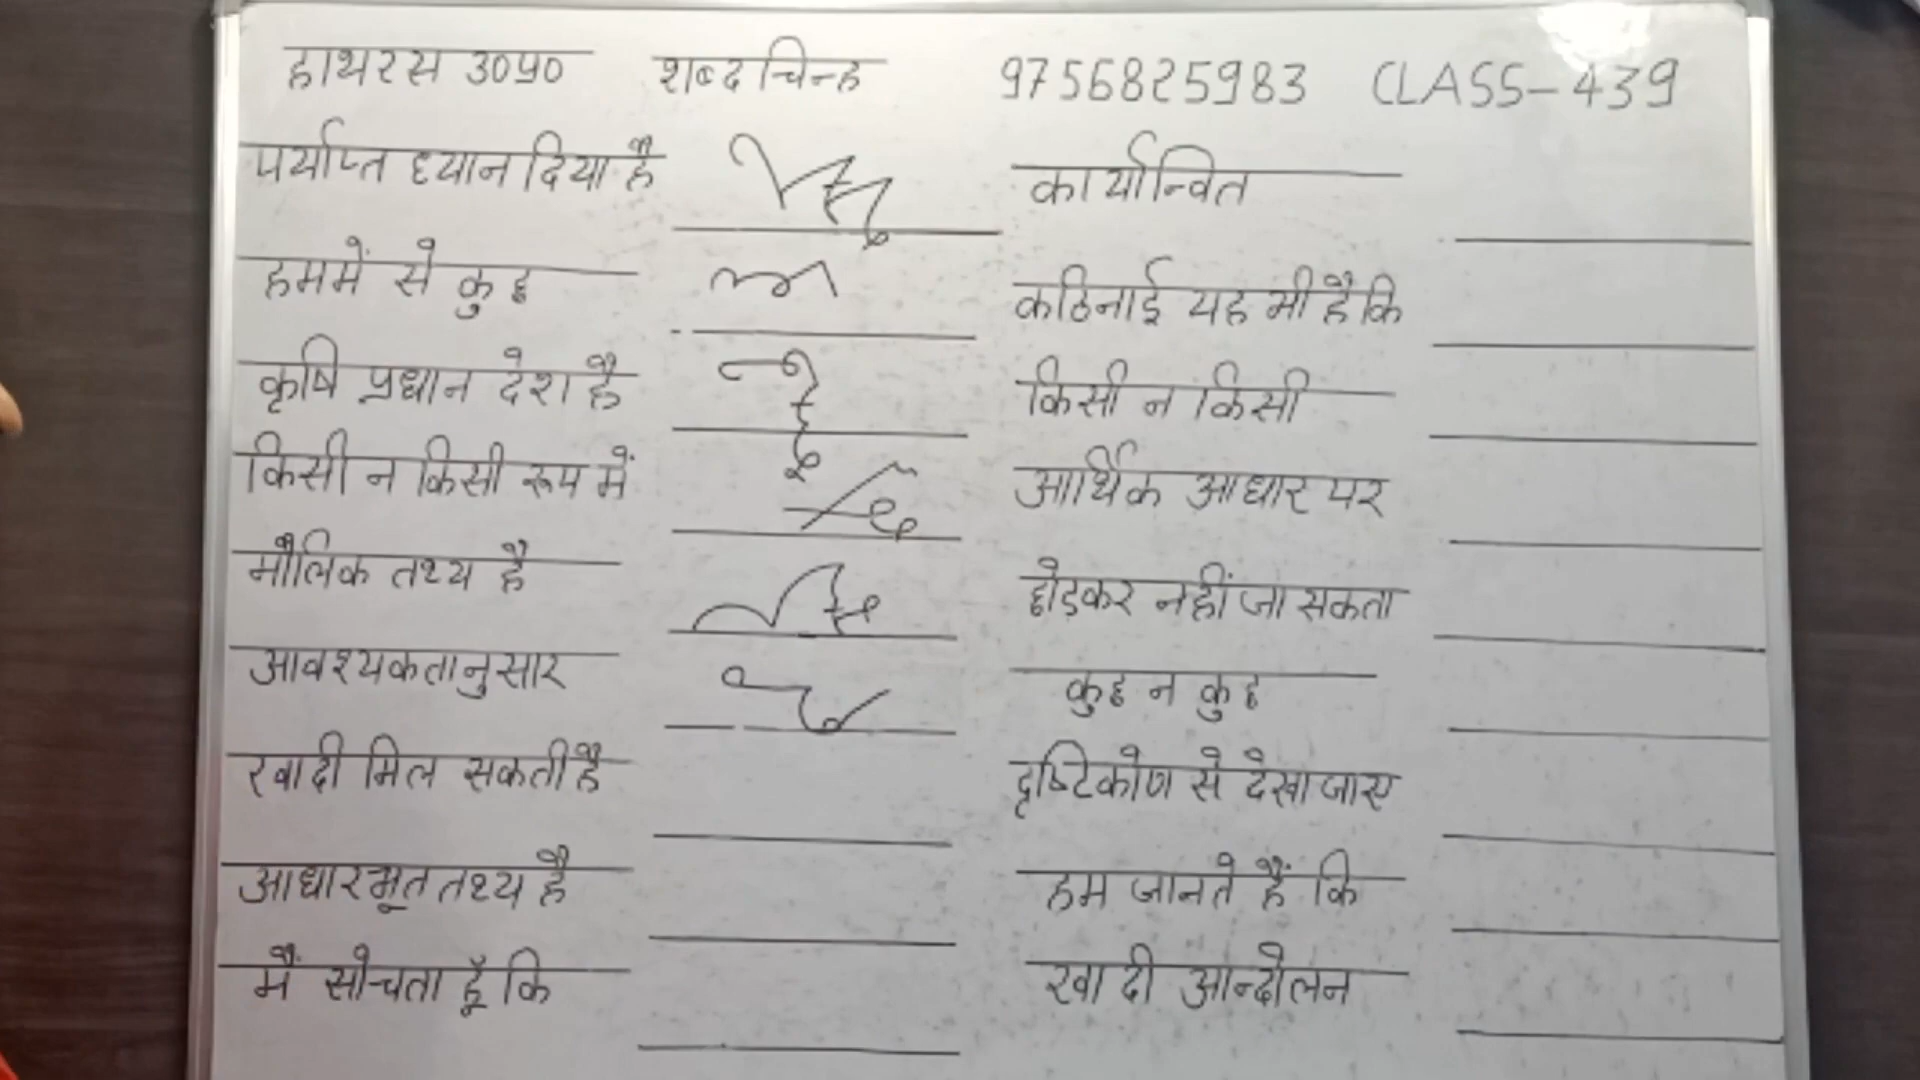 हाथरस उ०प्र० शब्द चिन्ह 9756825983 CLASS-439
पर्याप्त ध्यान दिया है कार्यान्वित
हममें से कुछ कठिनाई यह भी है कि
कृषि प्रधान देश है किसी न किसी
किसी न किसी रूप में आर्थिक आधार पर
मौलिक तथ्य है छोड़कर नहीं जा सकता
आवश्यकतानुसार कुछ न कुछ
खादी मिल सकती है दृष्टिकोण से देखा जाए
आधारभूत तथ्य है हम जानते हैं कि
मैं सोचता हूँ कि खादी आन्दोलन